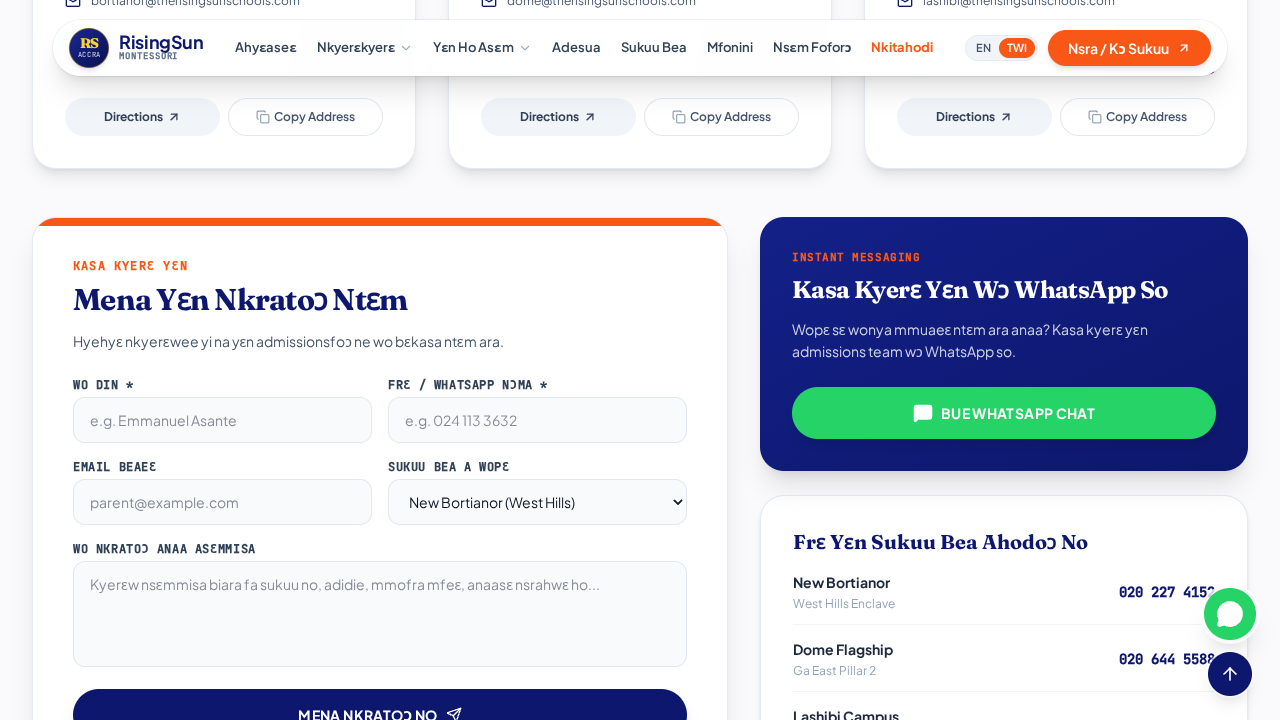 bortianor@therisingsunschools.com
dome@therisingsunschools.com
lashibi@therisingsunschools.com
RS
ACCRA
RisingSun
MONTESSORI
Ahyɛaseɛ
Nkyerɛkyerɛ
Yɛn Ho Asɛm
Adesua
Sukuu Bea
Mfonini
Nsɛm Foforɔ
Nkitahodi
EN
TWI
Nsra / Kɔ Sukuu
Directions
Copy Address
Directions
Copy Address
Directions
Copy Address
KASA KYERƐ YƐN
Mena Yɛn Nkratoɔ Ntɛm
Hyehyɛ nkyerɛwee yi na yɛn admissionsfoɔ ne wo bɛkasa ntɛm ara.
WO DIN *
FRƐ / WHATSAPP NƆMA *
e.g. Emmanuel Asante
e.g. 024 113 3632
EMAIL BEAEƐ
SUKUU BEA A WOPƐ
parent@example.com
New Bortianor (West Hills)
WO NKRATOƆ ANAA ASƐMMISA
Kyerɛw nsɛmmisa biara fa sukuu no, adidie, mmofra mfeɛ, anaasɛ nsrahwɛ ho...
MENA NKRATOƆ NO
INSTANT MESSAGING
Kasa Kyerɛ Yɛn Wɔ WhatsApp So
Wopɛ sɛ wonya mmuaeɛ ntɛm ara anaa? Kasa kyerɛ yɛn
admissions team wɔ WhatsApp so.
BUE WHATSAPP CHAT
Frɛ Yɛn Sukuu Bea Ahodoɔ No
New Bortianor
West Hills Enclave
020 227 4152
Dome Flagship
Ga East Pillar 2
020 644 5588
Lashibi Campus